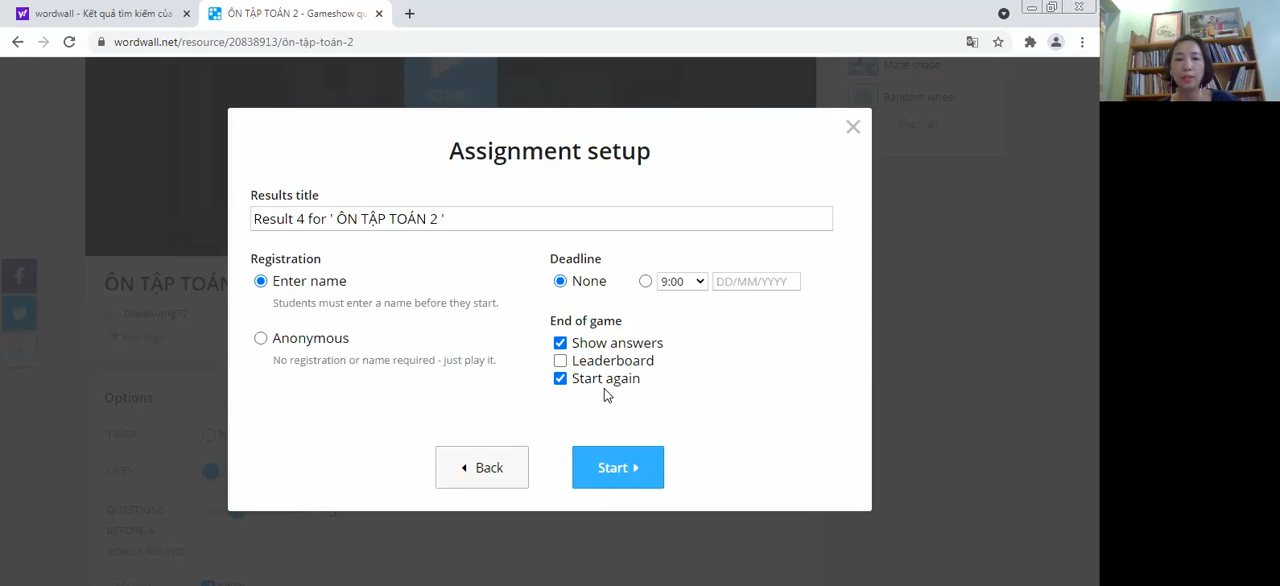 wordwall - Kết quả tìm kiếm củ
ÔN TẬP TOÁN 2 - Gameshow qu
wordwall.net/resource/20838913/ôn-tập-toán-2
START
Maze chase
Random wheel
Show all
Assignment setup
Results title
Result 4 for ' ÔN TẬP TOÁN 2 '
Registration
Enter name
Students must enter a name before they start.
Anonymous
No registration or name required - just play it.
Deadline
None
9:00
DD/MM/YYYY
End of game
Show answers
Leaderboard
Start again
Back
Start
ÔN TẬP TOÁN
Options
TIMER
LIVES
QUESTIONS
BEFORE A
BONUS ROUND